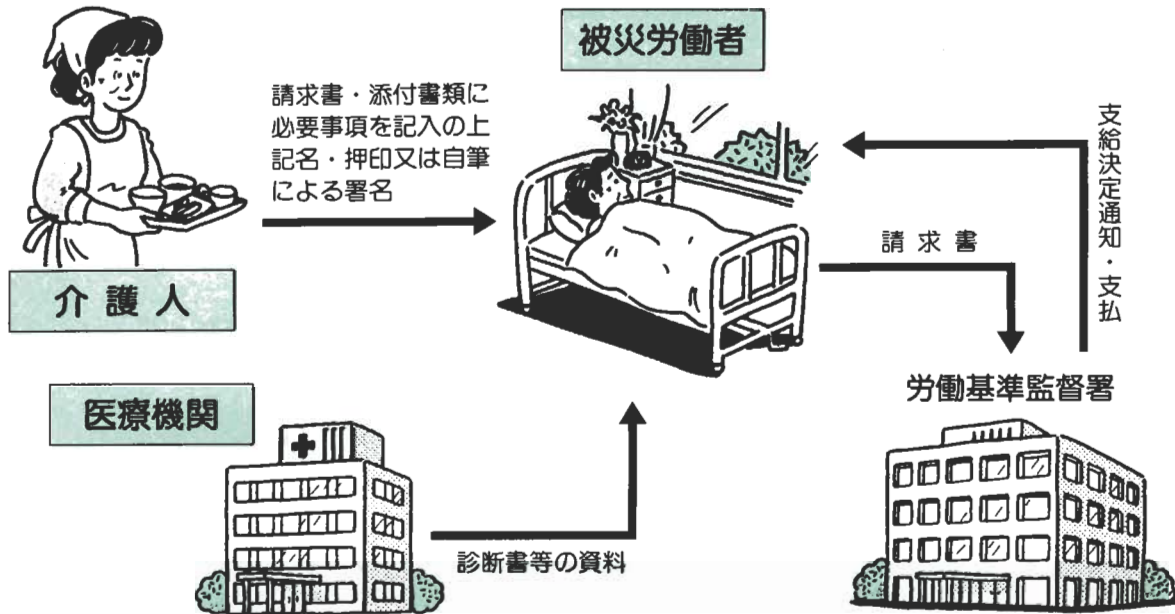 被災労働者
請求書・添付書類に
必要事項を記入の上
記名・押印又は自筆
による署名
支給決定通知・支払
請求書
介護人
労働基準監督署
医療機関
診断書等の資料